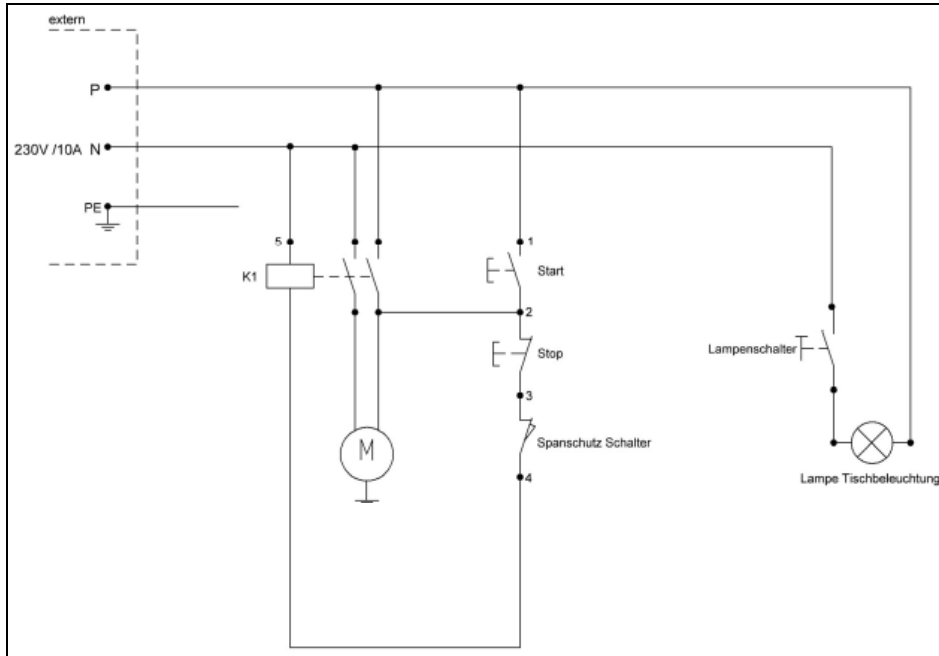 extern
P
230V /10A N
PE
5
1
K1
Start
2
Stop
Lampenschalter
3
Spanschutz Schalter
M
4
Lampe Tischbeleuchtung